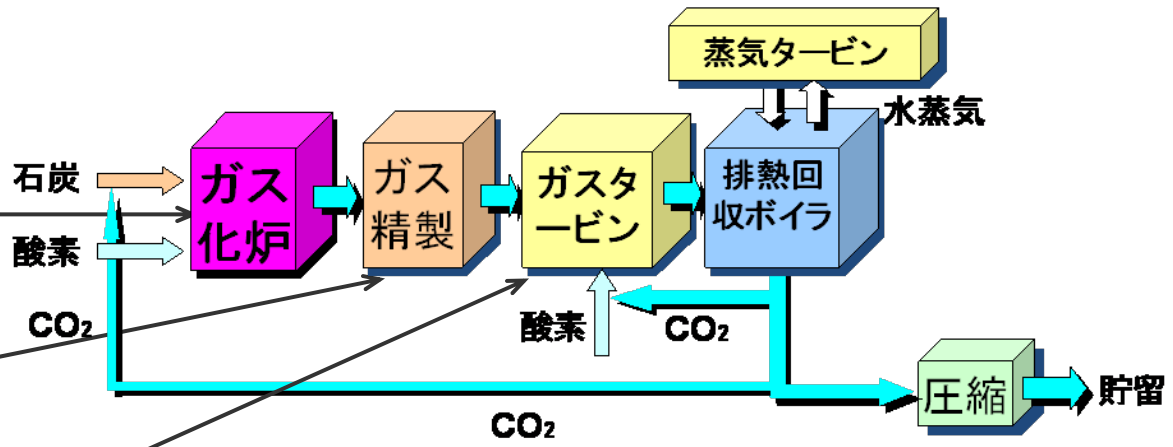 蒸気タービン
水蒸気
石炭
ガス
化炉
ガス
精製
ガスタ
ービン
排熱回
収ボイラ
酸素
CO₂
酸素
CO₂
圧縮
貯留
CO₂